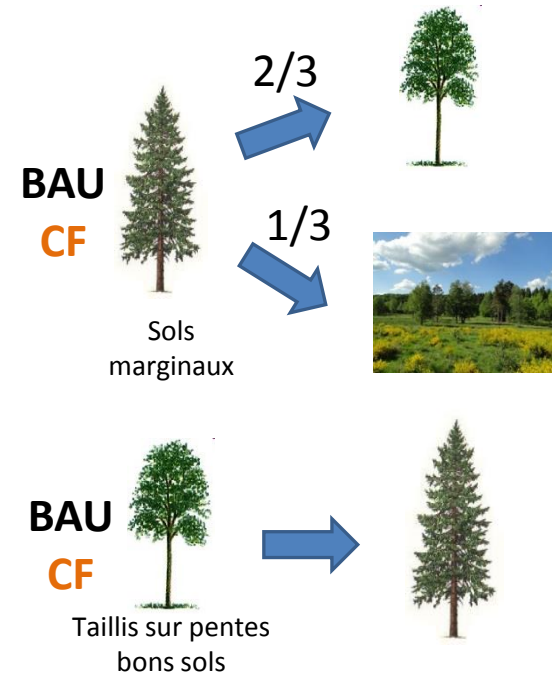 2/3
BAU
CF
1/3
Sols
marginaux
BAU
CF
Taillis sur pentes
bons sols